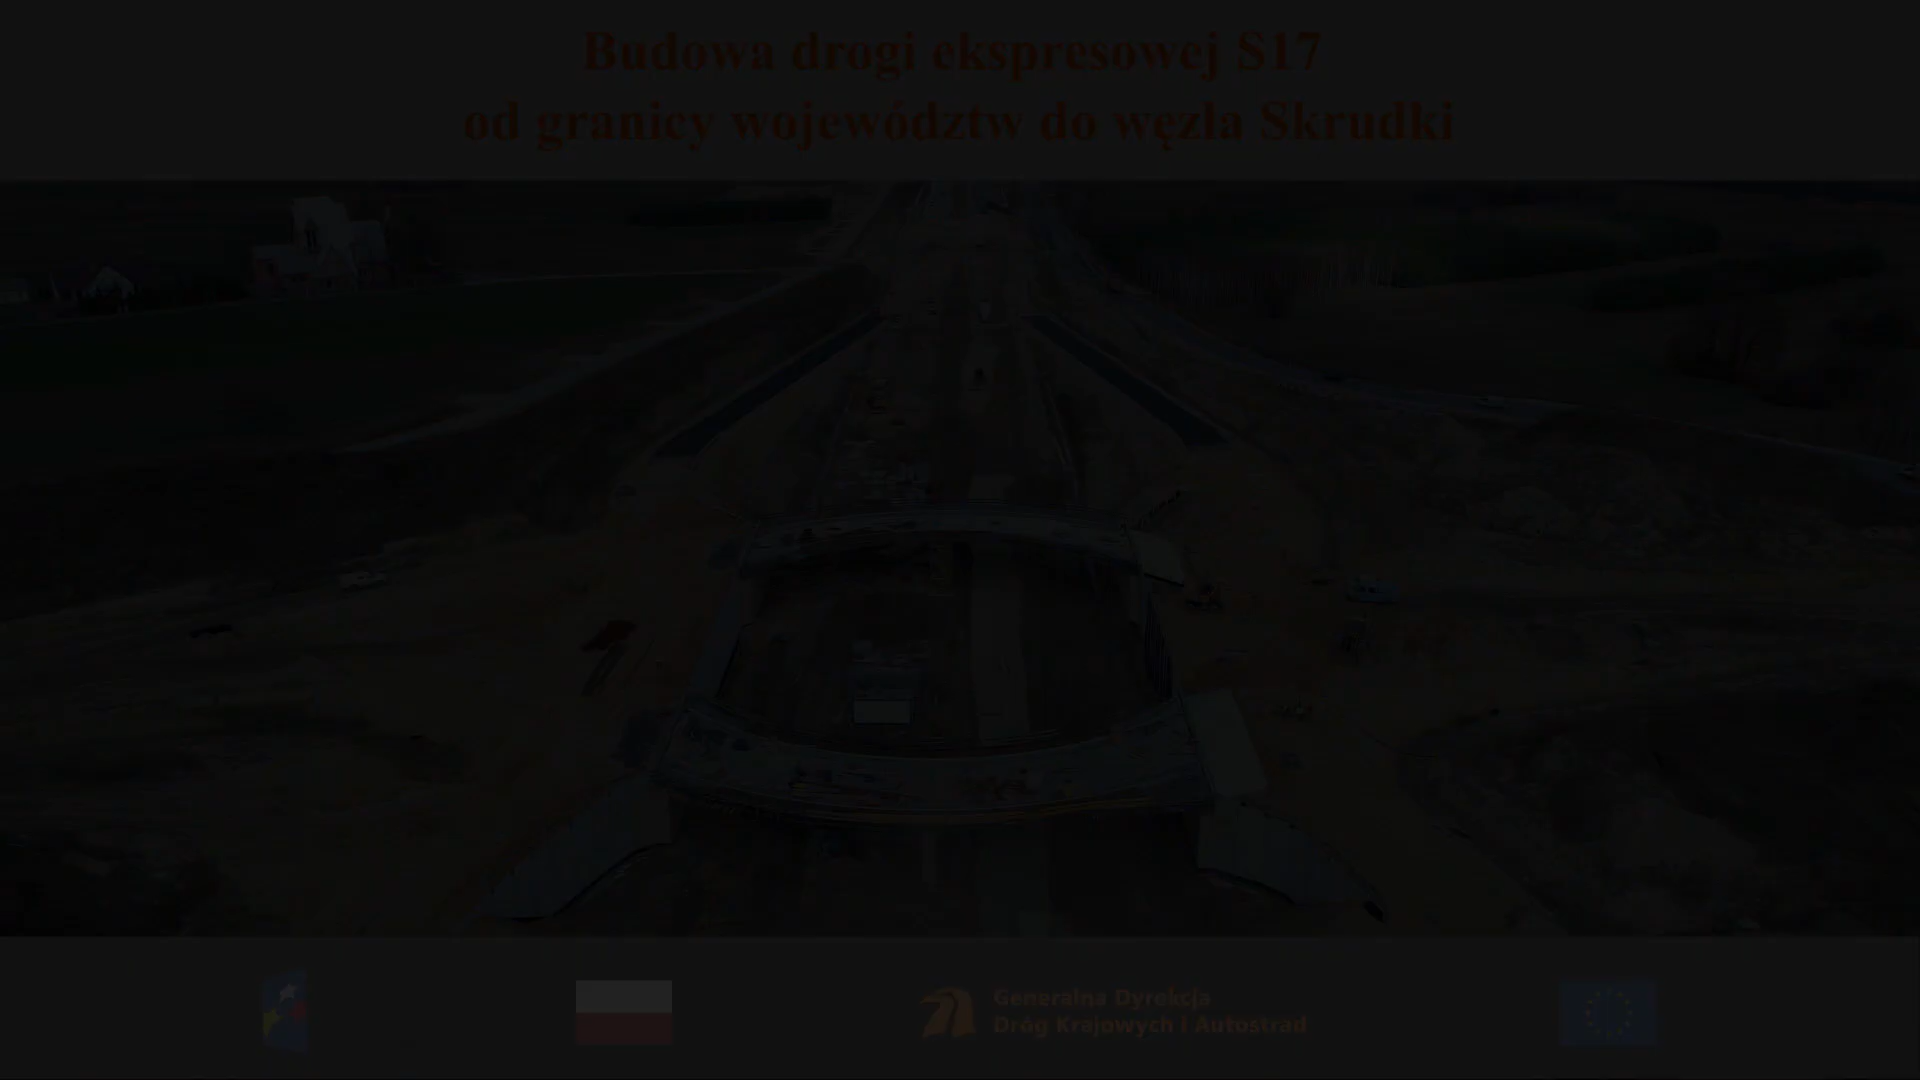 Budowa drogi ekspresowej S17
od granicy województw do węzła Skrudki
Generalna Dyrekcja
Dróg Krajowych i Autostrad